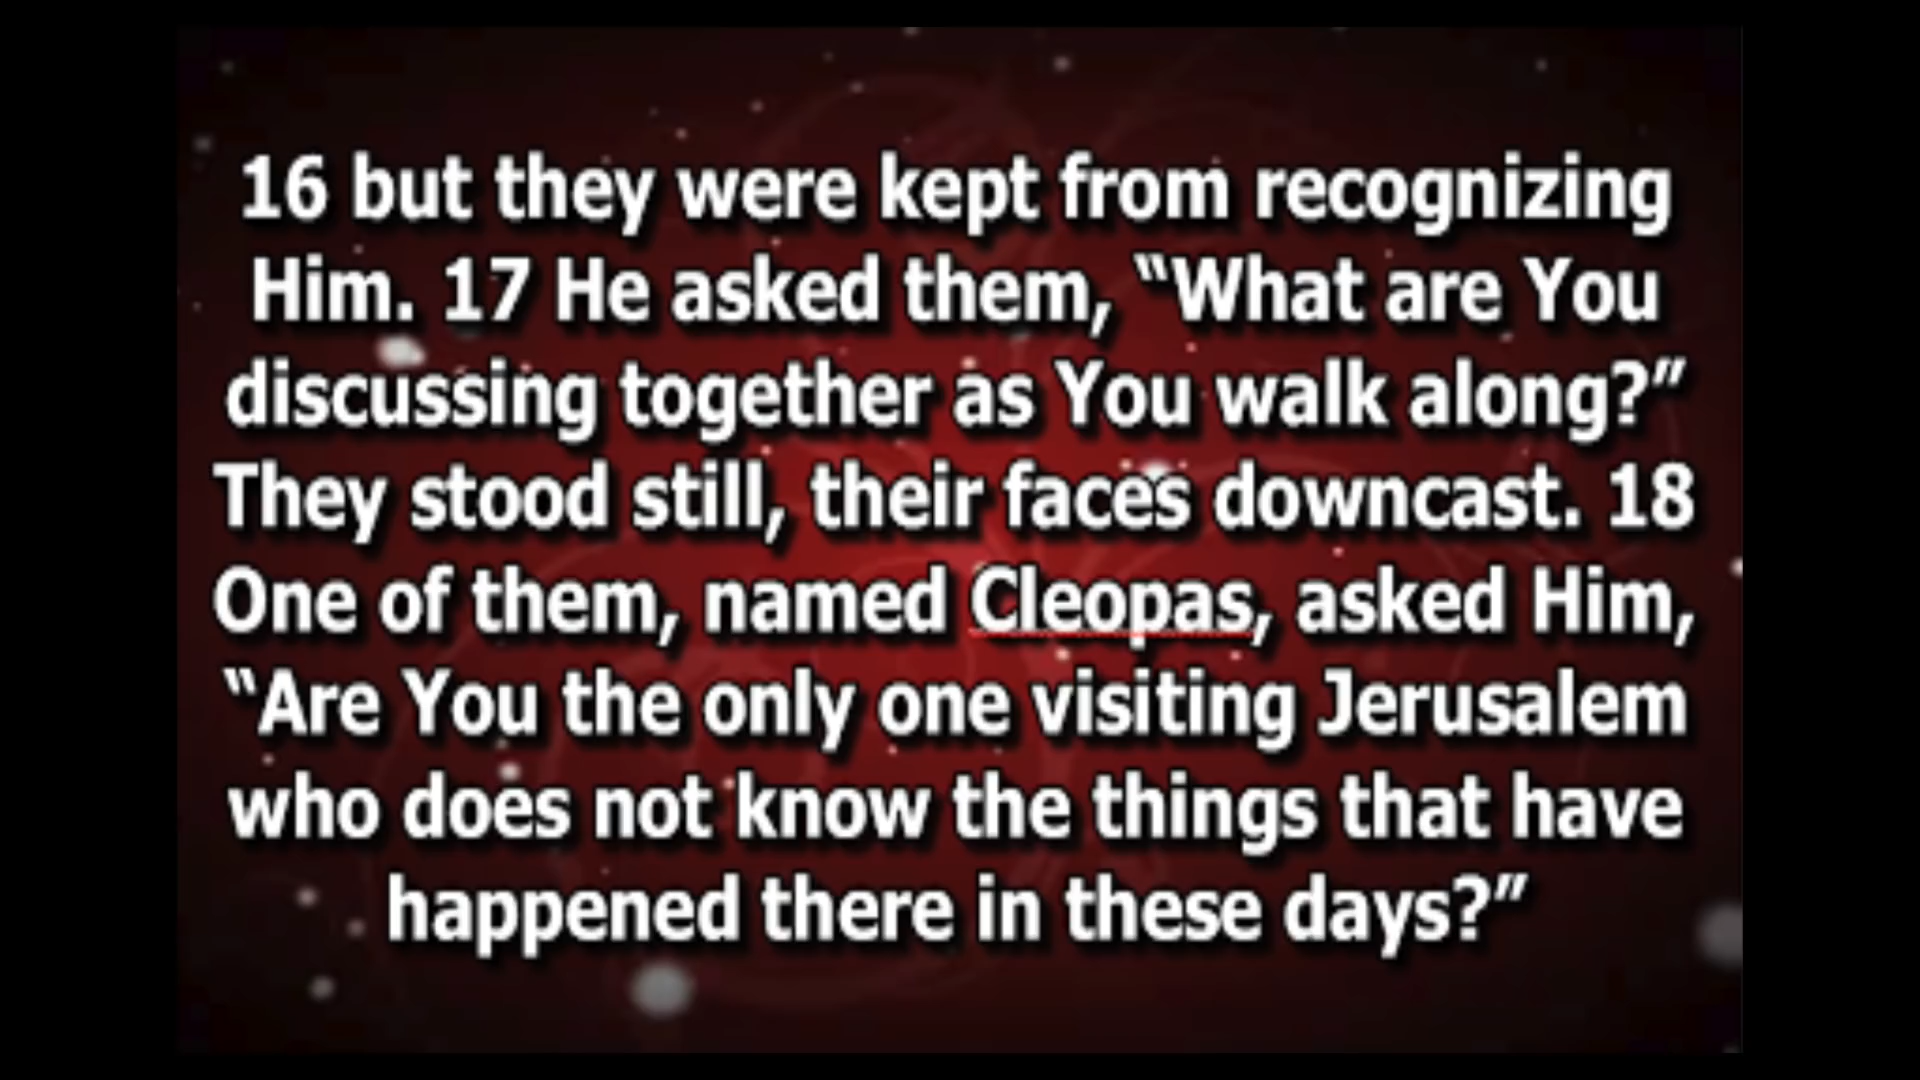 16 but they were kept from recognizing
Him. 17 He asked them, “What are You
discussing together as You walk along?”
They stood still, their faces downcast. 18
One of them, named Cleopas, asked Him,
“Are You the only one visiting Jerusalem
who does not know the things that have
happened there in these days?”